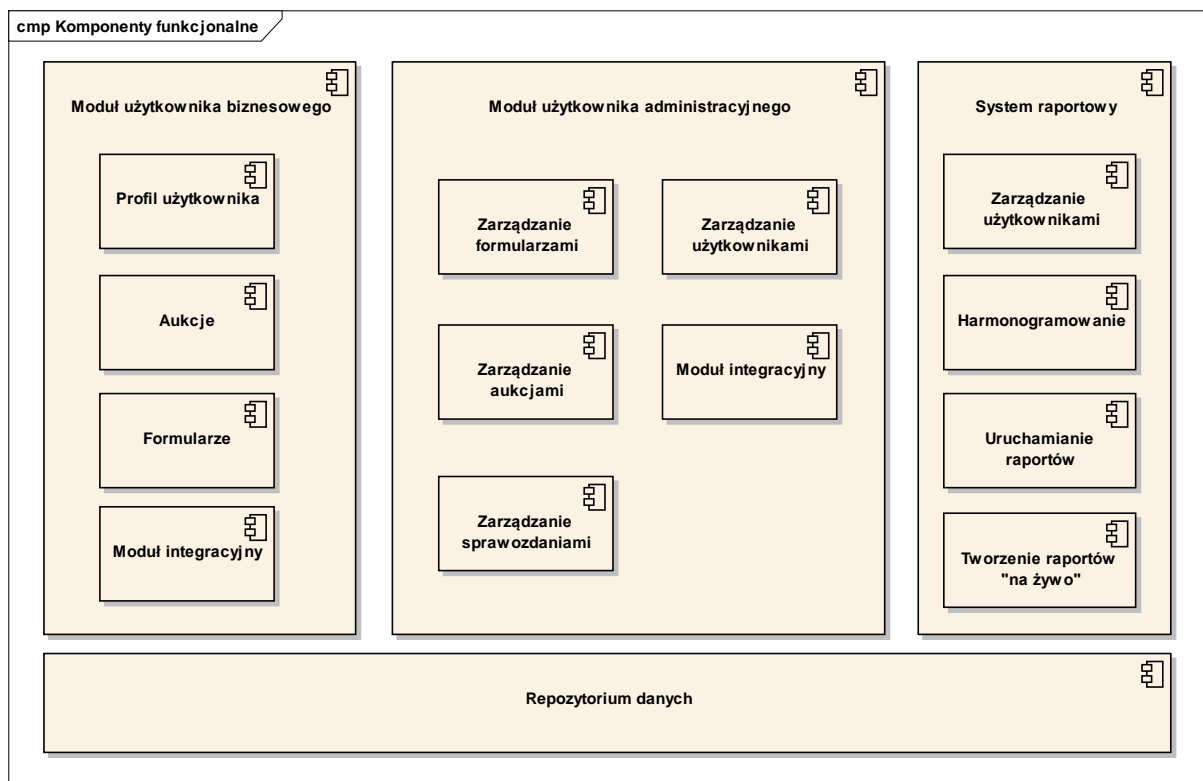 cmp Komponenty funkcjonalne
Moduł użytkownika biznesowego
Profil użytkownika
Aukcje
Formularze
Moduł integracyjny
Moduł użytkownika administracyjnego
Zarządzanie
formularzami
Zarządzanie
użytkownikami
Zarządzanie
aukcjami
Moduł integracyjny
Zarządzanie
sprawozdaniami
System raportowy
Zarządzanie
użytkownikami
Harmonogramowanie
Uruchamianie
raportów
Tworzenie raportów
"na żywo"
Repozytorium danych